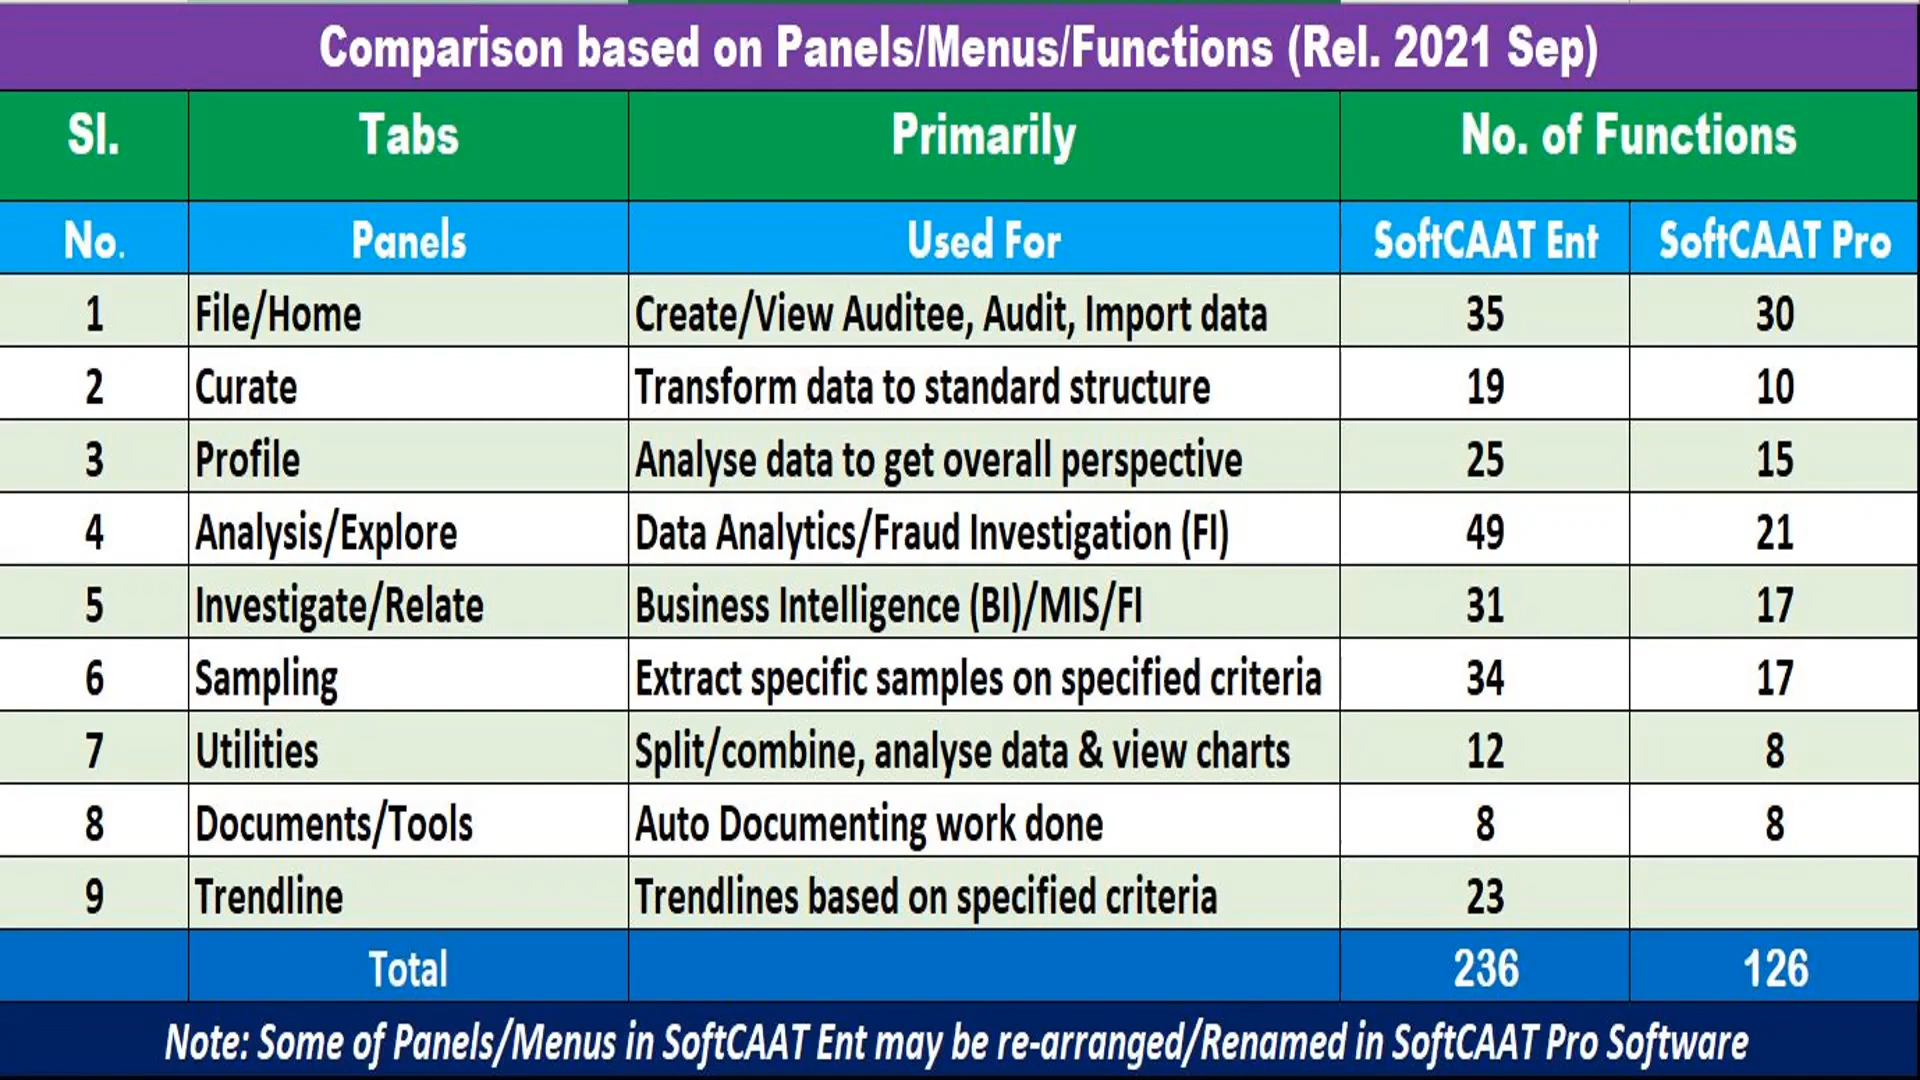 Comparison based on Panels/Menus/Functions (Rel. 2021 Sep)
Sl. Tabs Primarily No. of Functions
No. Panels Used For SoftCAAT Ent SoftCAAT Pro
1 File/Home Create/View Auditee, Audit, Import data 35 30
2 Curate Transform data to standard structure 19 10
3 Profile Analyse data to get overall perspective 25 15
4 Analysis/Explore Data Analytics/Fraud Investigation (FI) 49 21
5 Investigate/Relate Business Intelligence (BI)/MIS/FI 31 17
6 Sampling Extract specific samples on specified criteria 34 17
7 Utilities Split/combine, analyse data & view charts 12 8
8 Documents/Tools Auto Documenting work done 8 8
9 Trendline Trendlines based on specified criteria 23
Total 236 126
Note: Some of Panels/Menus in SoftCAAT Ent may be re-arranged/Renamed in SoftCAAT Pro Software